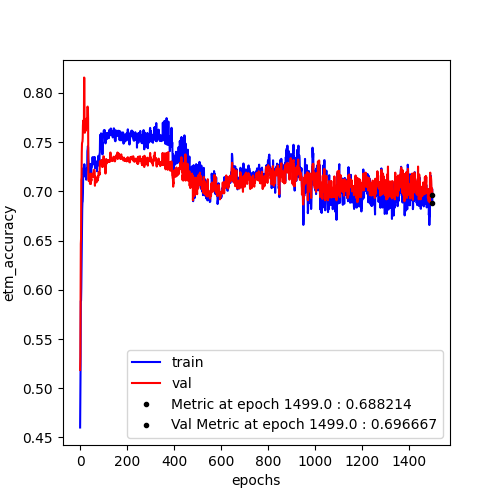 0.80
0.75
0.70
0.65
0.60
0.55
0.50
0.45
etm_accuracy
train
val
Metric at epoch 1499.0 : 0.688214
Val Metric at epoch 1499.0 : 0.696667
0 200 400 600 800 1000 1200 1400
epochs